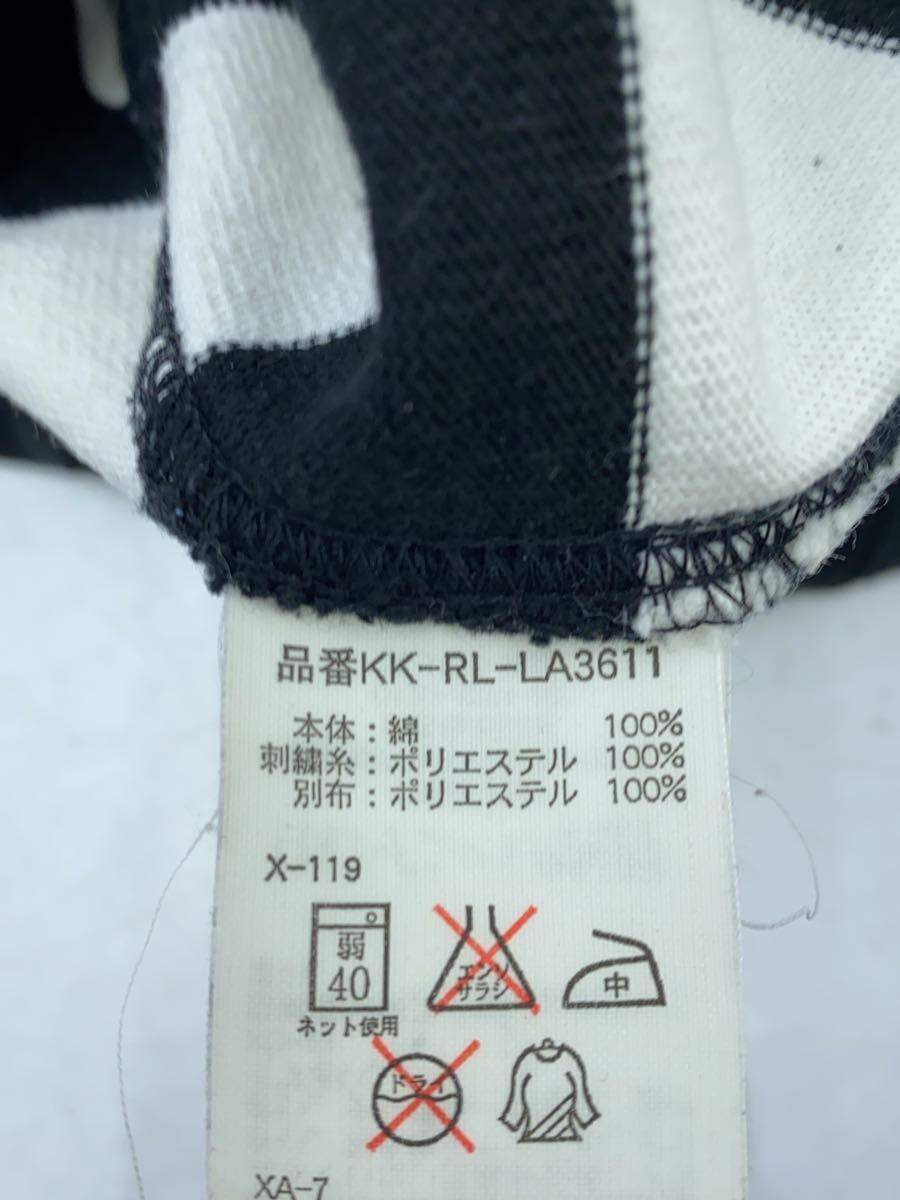 品番KK-RL-LA3611
本体：綿 100%
刺繍糸：ポリエステル 100%
別布：ポリエステル 100%
X-119
弱
40
ネット使用
エンソ
サラシ
中
ドライ
XA-7